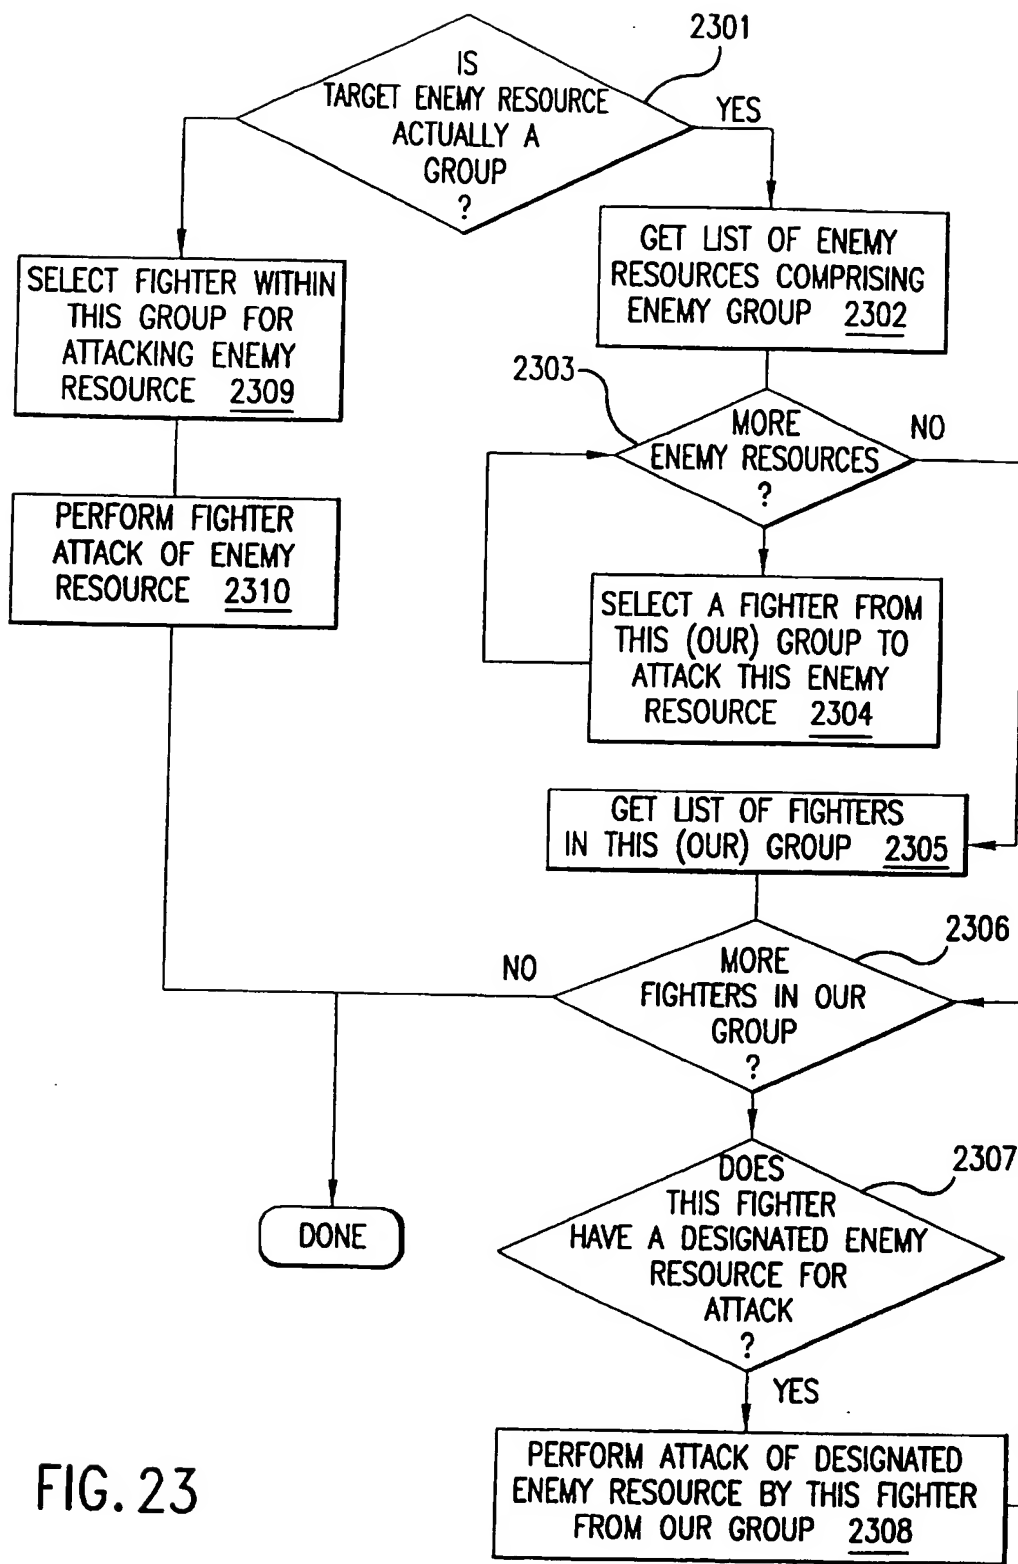 2301
IS
TARGET ENEMY RESOURCE
ACTUALLY A
GROUP
?
YES
GET LIST OF ENEMY
RESOURCES COMPRISING
ENEMY GROUP 2302
SELECT FIGHTER WITHIN
THIS GROUP FOR
ATTACKING ENEMY
RESOURCE 2309
2303
MORE
ENEMY RESOURCES
?
NO
PERFORM FIGHTER
ATTACK OF ENEMY
RESOURCE 2310
SELECT A FIGHTER FROM
THIS (OUR) GROUP TO
ATTACK THIS ENEMY
RESOURCE 2304
GET LIST OF FIGHTERS
IN THIS (OUR) GROUP 2305
2306
NO
MORE
FIGHTERS IN OUR
GROUP
?
2307
DOES
THIS FIGHTER
HAVE A DESIGNATED ENEMY
RESOURCE FOR
ATTACK
?
DONE
YES
PERFORM ATTACK OF DESIGNATED
ENEMY RESOURCE BY THIS FIGHTER
FROM OUR GROUP 2308
FIG. 23